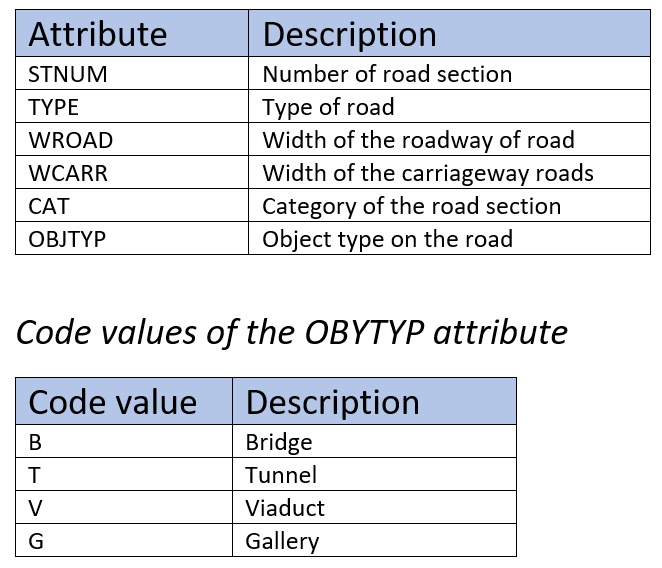 Attribute Description
STNUM Number of road section
TYPE Type of road
WROAD Width of the roadway of road
WCARR Width of the carriageway roads
CAT Category of the road section
OBJTYP Object type on the road
Code values of the OBYTYP attribute
Code value Description
B Bridge
T Tunnel
V Viaduct
G Gallery